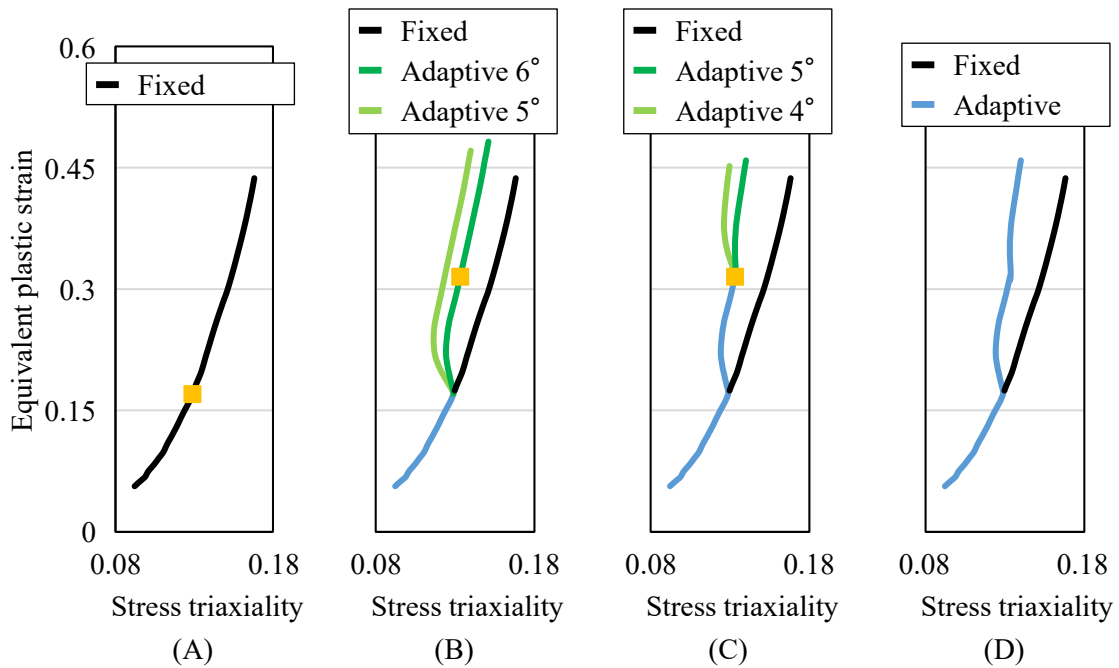 Fixed
Fixed
Adaptive 6°
Adaptive 5°
Fixed
Adaptive 5°
Adaptive 4°
Fixed
Adaptive
Equivalent plastic strain
0.6
0.45
0.3
0.15
0
0.08 0.18
0.08 0.18
0.08 0.18
0.08 0.18
Stress triaxiality
Stress triaxiality
Stress triaxiality
Stress triaxiality
(A)
(B)
(C)
(D)